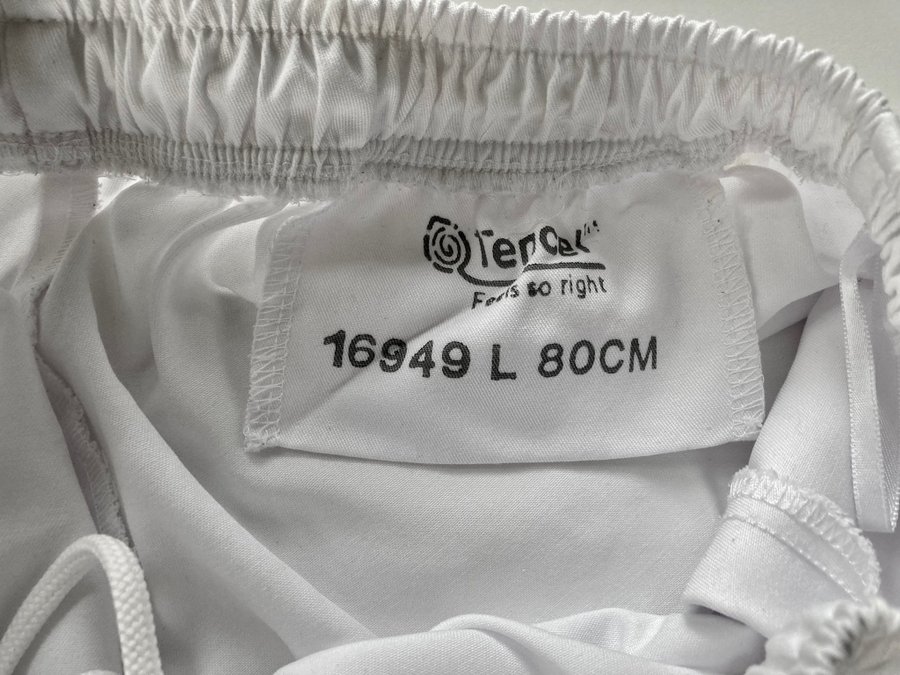 Tencel
Feels so right
16949 L 80CM